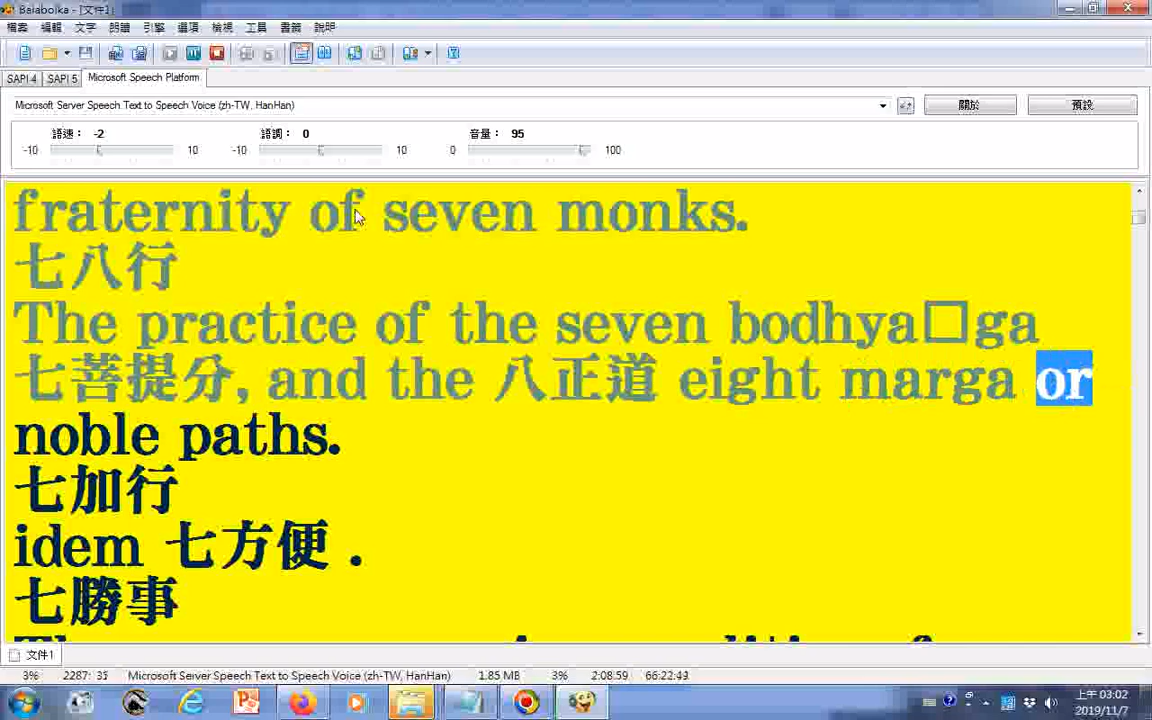 Balabolka - [文件1]
檔案 編輯 文字 朗讀 引擎 選項 檢視 工具 書籤 說明
SAPI 4 SAPI 5 Microsoft Speech Platform
Microsoft Server Speech Text to Speech Voice (zh-TW, HanHan) 關於 預設
語速： -2 語調： 0 音量： 95
-10 10 -10 10 0 100
fraternity of seven monks.
七八行
The practice of the seven bodhya□ga
七菩提分, and the 八正道 eight marga or
noble paths.
七加行
idem 七方便 .
七勝事
文件1
3% 2287: 35 Microsoft Server Speech Text to Speech Voice (zh-TW, HanHan) 1.85 MB 3% 2:08:59 66:22:43
上午 03:02
2019/11/7